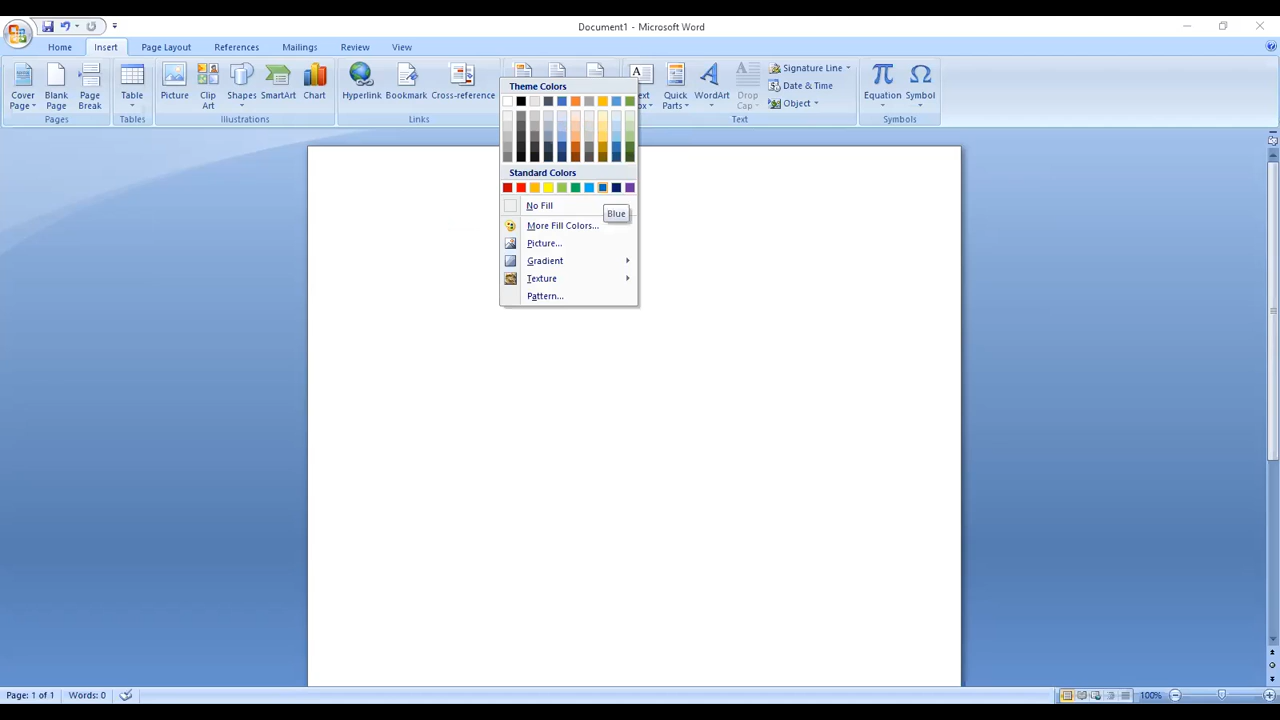 Document1 - Microsoft Word
Home Insert Page Layout References Mailings Review View
Cover Page
Blank Page
Page Break
Table
Picture
Clip Art
Shapes
SmartArt
Chart
Hyperlink
Bookmark
Cross-reference
Quick Parts
WordArt
Drop Cap
Signature Line
Date & Time
Object
Equation
Symbol
Pages Tables Illustrations Links Text Symbols
Theme Colors
Standard Colors
No Fill
Blue
More Fill Colors...
Picture...
Gradient
Texture
Pattern...
Page: 1 of 1 Words: 0 100%